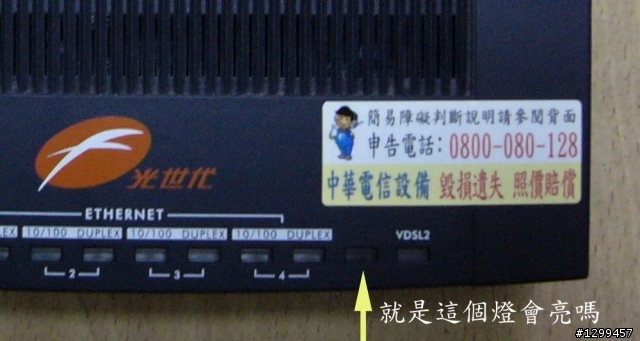 簡易障礙判斷說明請參閱背面
申告電話：0800-080-128
中華電信設備 毀損遺失 照價賠償
光世代
ETHERNET
10/100 DUPLEX 10/100 DUPLEX 10/100 DUPLEX VDSL2
2 3 4
就是這個燈會亮嗎
#1299457